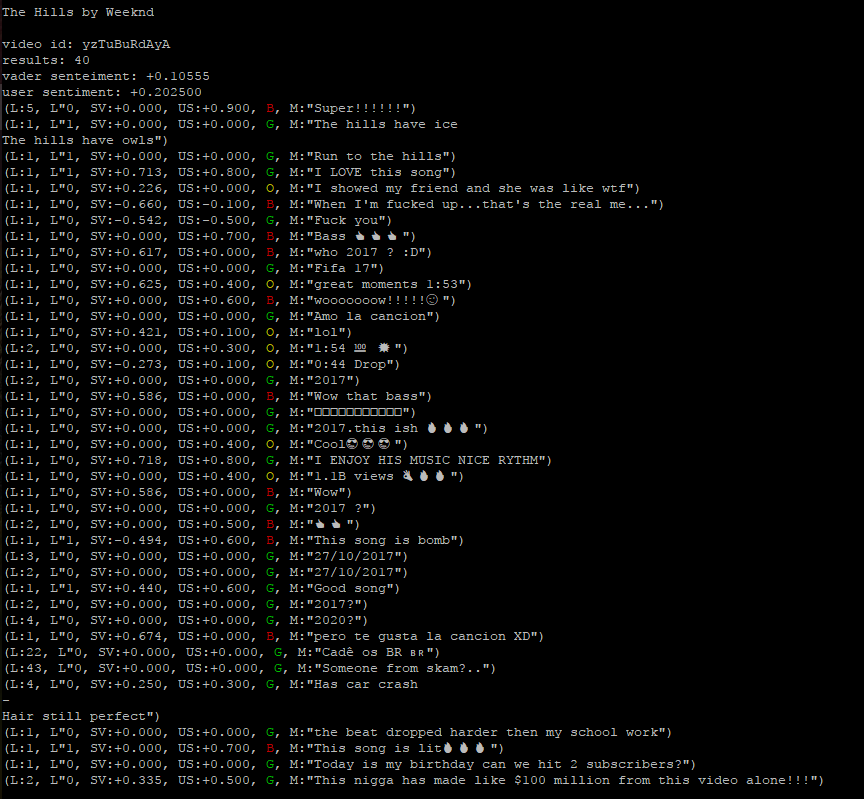 The Hills by Weeknd
video id: yzTuBuRdAyA
results: 40
vader senteiment: +0.10555
user sentiment: +0.202500
(L:5, L"0, SV:+0.000, US:+0.900, B, M:"Super!!!!!!")
(L:1, L"1, SV:+0.000, US:+0.000, G, M:"The hills have ice
The hills have owls")
(L:1, L"1, SV:+0.000, US:+0.000, G, M:"Run to the hills")
(L:1, L"1, SV:+0.713, US:+0.800, G, M:"I LOVE this song")
(L:1, L"0, SV:+0.226, US:+0.000, O, M:"I showed my friend and she was like wtf")
(L:1, L"0, SV:-0.660, US:-0.100, B, M:"When I'm fucked up...that's the real me...")
(L:1, L"0, SV:-0.542, US:-0.500, G, M:"Fuck you")
(L:1, L"0, SV:+0.000, US:+0.700, B, M:"Bass 👍👍👍")
(L:1, L"0, SV:+0.617, US:+0.000, B, M:"who 2017 ? :D")
(L:1, L"0, SV:+0.000, US:+0.000, G, M:"Fifa 17")
(L:1, L"0, SV:+0.625, US:+0.400, O, M:"great moments 1:53")
(L:1, L"0, SV:+0.000, US:+0.600, B, M:"wooooooow!!!!!😉")
(L:1, L"0, SV:+0.000, US:+0.000, G, M:"Amo la cancion")
(L:1, L"0, SV:+0.421, US:+0.100, O, M:"lol")
(L:2, L"0, SV:+0.000, US:+0.300, O, M:"1:54 💯 💥")
(L:1, L"0, SV:-0.273, US:+0.100, O, M:"0:44 Drop")
(L:2, L"0, SV:+0.000, US:+0.000, G, M:"2017")
(L:1, L"0, SV:+0.586, US:+0.000, B, M:"Wow that bass")
(L:1, L"0, SV:+0.000, US:+0.000, G, M:"□□□□□□□□□□□")
(L:1, L"0, SV:+0.000, US:+0.000, G, M:"2017.this ish 🔥🔥🔥")
(L:1, L"0, SV:+0.000, US:+0.400, O, M:"Cool😎😎😎")
(L:1, L"0, SV:+0.718, US:+0.800, G, M:"I ENJOY HIS MUSIC NICE RYTHM")
(L:1, L"0, SV:+0.000, US:+0.400, O, M:"1.1B views 👏🔥🔥")
(L:1, L"0, SV:+0.586, US:+0.000, B, M:"Wow")
(L:1, L"0, SV:+0.000, US:+0.000, G, M:"2017 ?")
(L:2, L"0, SV:+0.000, US:+0.500, B, M:"👍👍")
(L:1, L"1, SV:-0.494, US:+0.600, B, M:"This song is bomb")
(L:3, L"0, SV:+0.000, US:+0.000, G, M:"27/10/2017")
(L:2, L"0, SV:+0.000, US:+0.000, G, M:"27/10/2017")
(L:1, L"1, SV:+0.440, US:+0.600, G, M:"Good song")
(L:2, L"0, SV:+0.000, US:+0.000, G, M:"2017?")
(L:4, L"0, SV:+0.000, US:+0.000, G, M:"2020?")
(L:1, L"0, SV:+0.674, US:+0.000, B, M:"pero te gusta la cancion XD")
(L:22, L"0, SV:+0.000, US:+0.000, G, M:"Cadê os BR ʙʀ")
(L:43, L"0, SV:+0.000, US:+0.000, G, M:"Someone from skam?..")
(L:4, L"0, SV:+0.250, US:+0.300, G, M:"Has car crash
-
Hair still perfect")
(L:1, L"0, SV:+0.000, US:+0.000, G, M:"the beat dropped harder then my school work")
(L:1, L"1, SV:+0.000, US:+0.700, B, M:"This song is lit🔥🔥🔥")
(L:1, L"0, SV:+0.000, US:+0.000, G, M:"Today is my birthday can we hit 2 subscribers?")
(L:2, L"0, SV:+0.335, US:+0.500, G, M:"This nigga has made like $100 million from this video alone!!!")